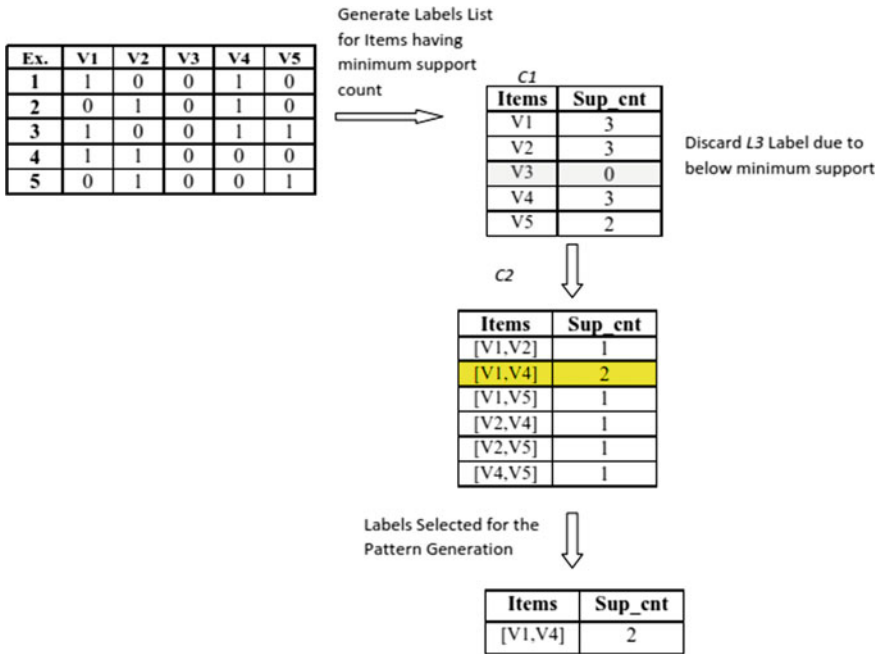 Generate Labels List
for Items having
minimum support
count
Ex. V1 V2 V3 V4 V5
1 1 0 0 1 0
2 0 1 0 1 0
3 1 0 0 1 1
4 1 1 0 0 0
5 0 1 0 0 1
C1
Items Sup_cnt
V1 3
V2 3
V3 0
V4 3
V5 2
Discard L3 Label due to
below minimum support
C2
Items Sup_cnt
[V1,V2] 1
[V1,V4] 2
[V1,V5] 1
[V2,V4] 1
[V2,V5] 1
[V4,V5] 1
Labels Selected for the
Pattern Generation
Items Sup_cnt
[V1,V4] 2